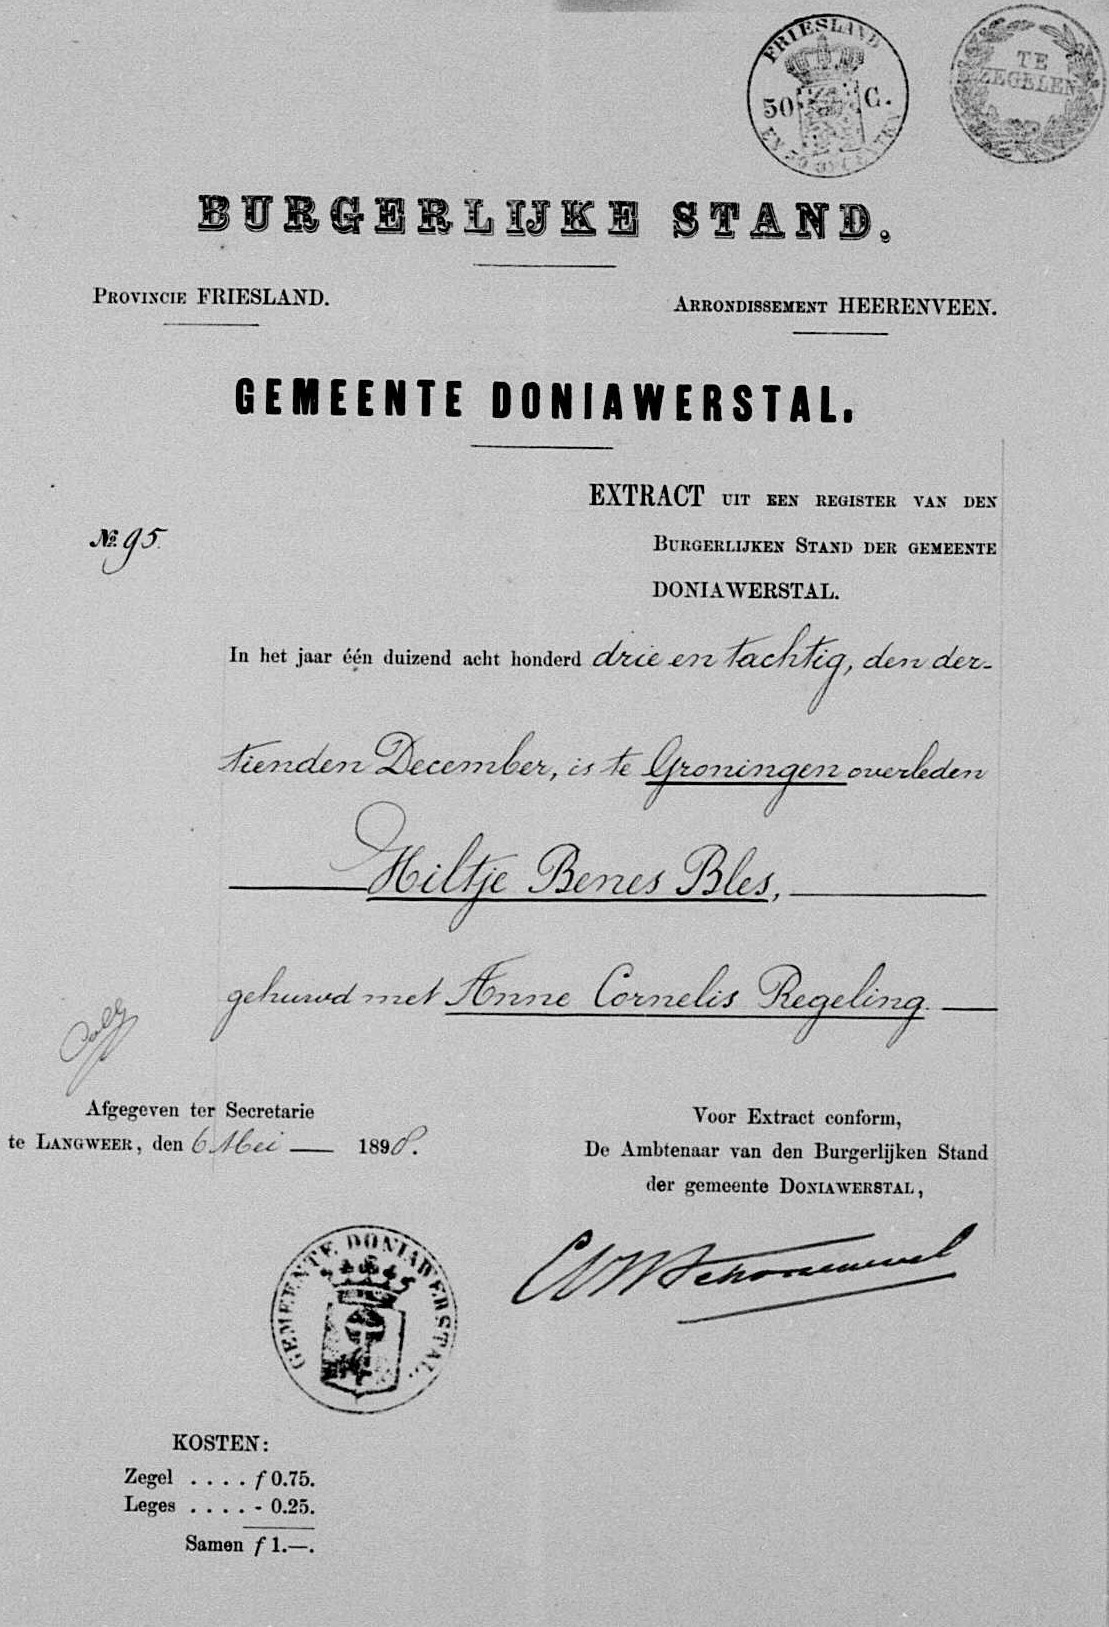 FRIESLAND
50 C.
TE
ZEGELEN
BURGERLIJKE STAND.
PROVINCIE FRIESLAND.
ARRONDISSEMENT HEERENVEEN.
GEMEENTE DONIAWERSTAL.
EXTRACT UIT EEN REGISTER VAN DEN
BURGERLIJKEN STAND DER GEMEENTE
DONIAWERSTAL.
№. 95.
In het jaar één duizend acht honderd drie en tachtig, den der-
tienden December, is te Groningen overleden
Hiltje Benes Bles,
gehuwd met Anne Cornelis Regeling.
Afgegeven ter Secretarie
te LANGWEER, den 6 Mei — 1898.
Voor Extract conform,
De Ambtenaar van den Burgerlijken Stand
der gemeente DONIAWERSTAL,
GEMEENTE DONIAWERSTAL.
KOSTEN:
Zegel .... f 0.75.
Leges .... - 0.25.
Samen f 1.—.